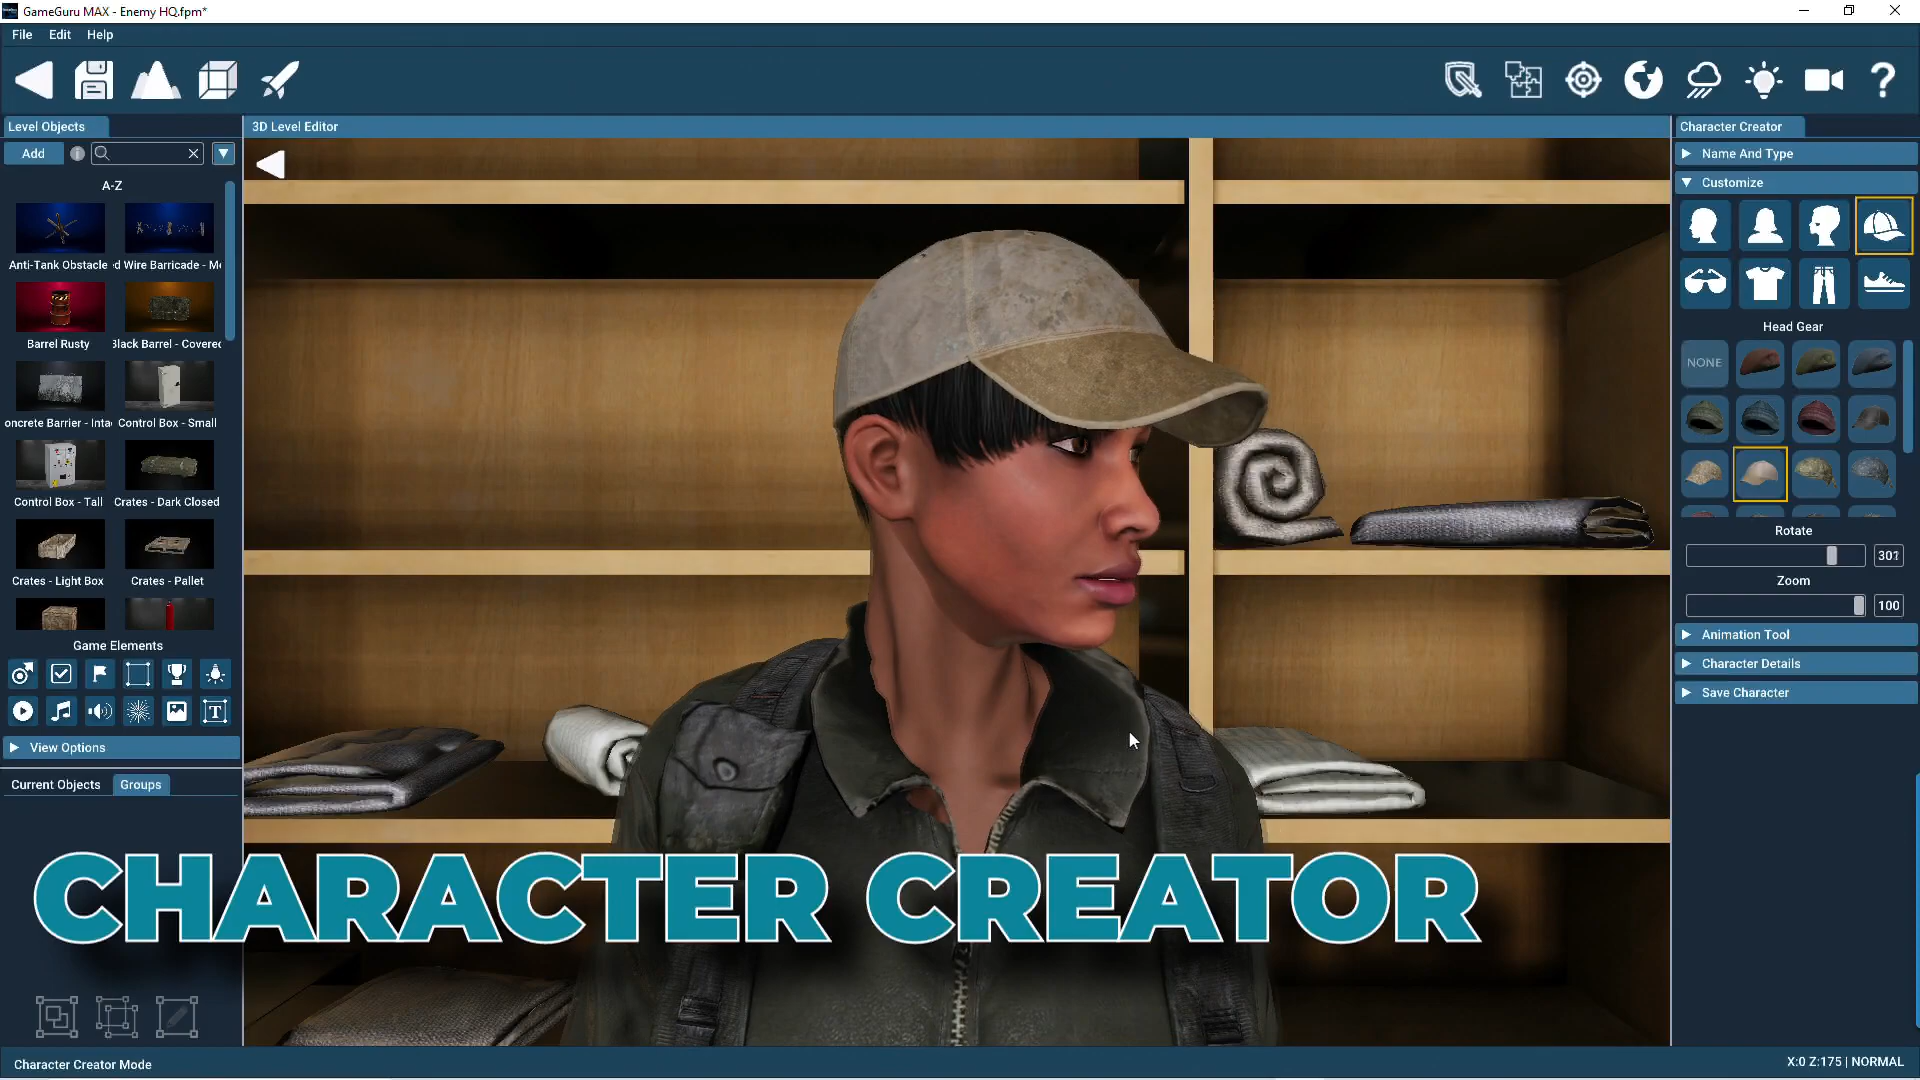 GameGuru MAX - Enemy HQ.fpm*
File Edit Help
Level Objects
3D Level Editor
Character Creator
Add
Name And Type
A-Z
Customize
Anti-Tank Obstacle
d Wire Barricade - Me
Barrel Rusty
Black Barrel - Covered
Head Gear
NONE
oncrete Barrier - Inta
Control Box - Small
Control Box - Tall
Crates - Dark Closed
Rotate
301
Crates - Light Box
Crates - Pallet
Zoom
100
Game Elements
Animation Tool
Character Details
Save Character
View Options
Current Objects
Groups
CHARACTER CREATOR
Character Creator Mode
X:0 Z:175 | NORMAL